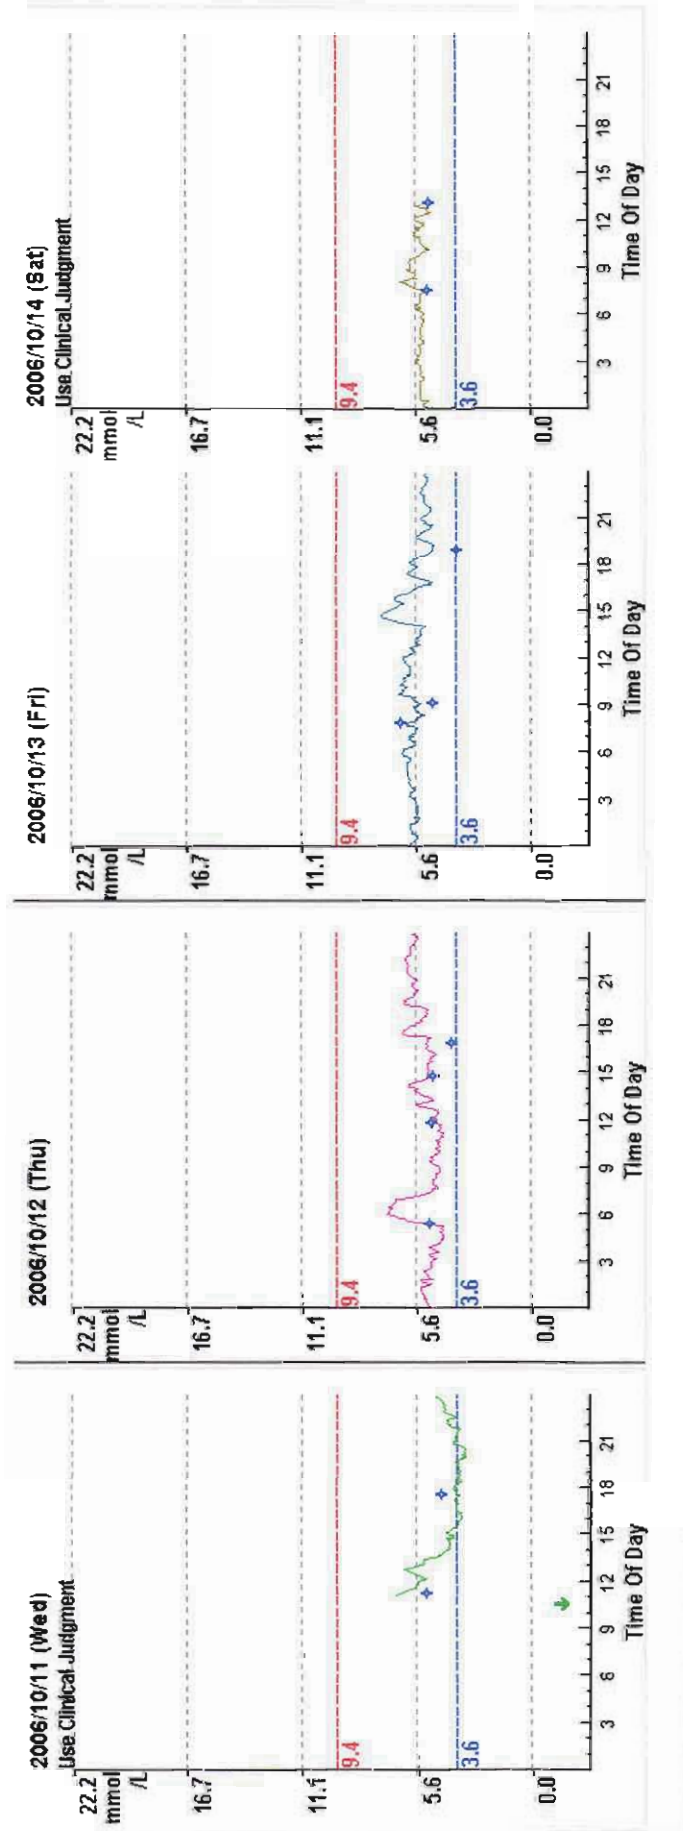 2006/10/11 (Wed)
Use Clinical Judgment
22.2
mmol
/L
16.7
11.1
9.4
5.6
3.6
0.0
3 6 9 12 15 18 21
Time Of Day
2006/10/12 (Thu)
22.2
mmol
/L
16.7
11.1
9.4
5.6
3.6
0.0
3 6 9 12 15 18 21
Time Of Day
2006/10/13 (Fri)
22.2
mmol
/L
16.7
11.1
9.4
5.6
3.6
0.0
3 6 9 12 15 18 21
Time Of Day
2006/10/14 (Sat)
Use Clinical Judgment
22.2
mmol
/L
16.7
11.1
9.4
5.6
3.6
0.0
3 6 9 12 15 18 21
Time Of Day